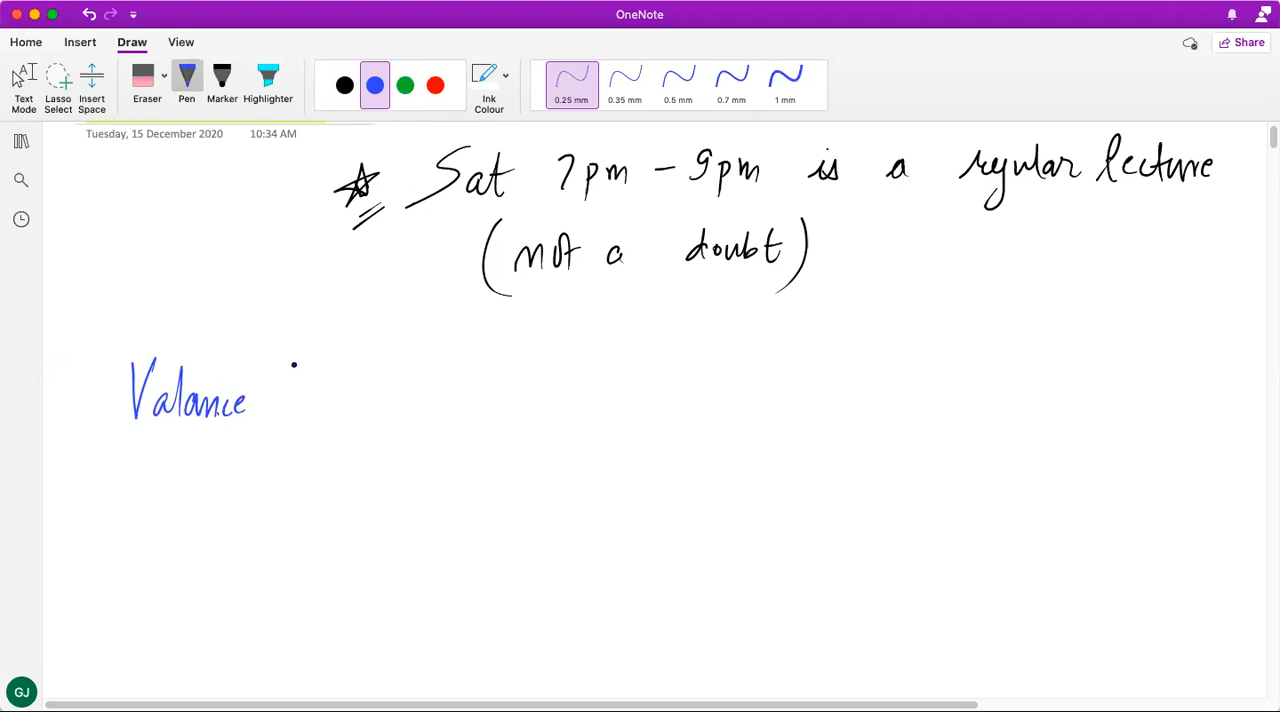 OneNote
Home Insert Draw View Share
Text Mode Lasso Select Insert Space Eraser Pen Marker Highlighter Ink Colour 0.25 mm 0.35 mm 0.5 mm 0.7 mm 1 mm
Tuesday, 15 December 2020 10:34 AM
Sat 7pm - 9pm is a regular lecture
(not a doubt)
Valance
GJ